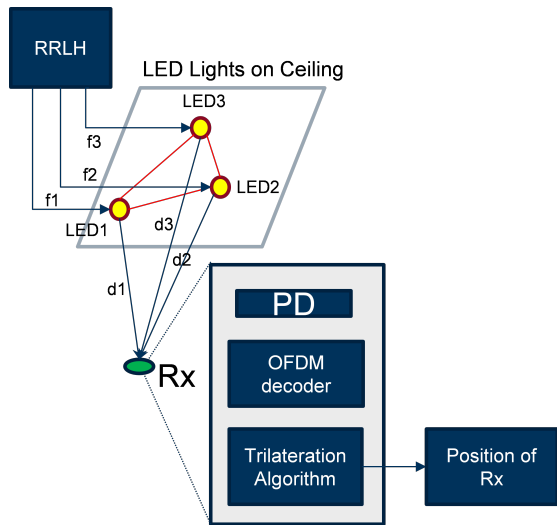 RRLH
LED Lights on Ceiling
LED3
f3
f2
LED2
f1
LED1
d3
d2
d1
PD
Rx
OFDM
decoder
Trilateration
Algorithm
Position of
Rx